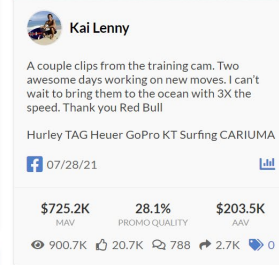 Kai Lenny
A couple clips from the training cam. Two
awesome days working on new moves. I can't
wait to bring them to the ocean with 3X the
speed. Thank you Red Bull
Hurley TAG Heuer GoPro KT Surfing CARIUMA
07/28/21
$725.2K 28.1% $203.5K
MAV PROMO QUALITY AAV
900.7K 20.7K 788 2.7K 0